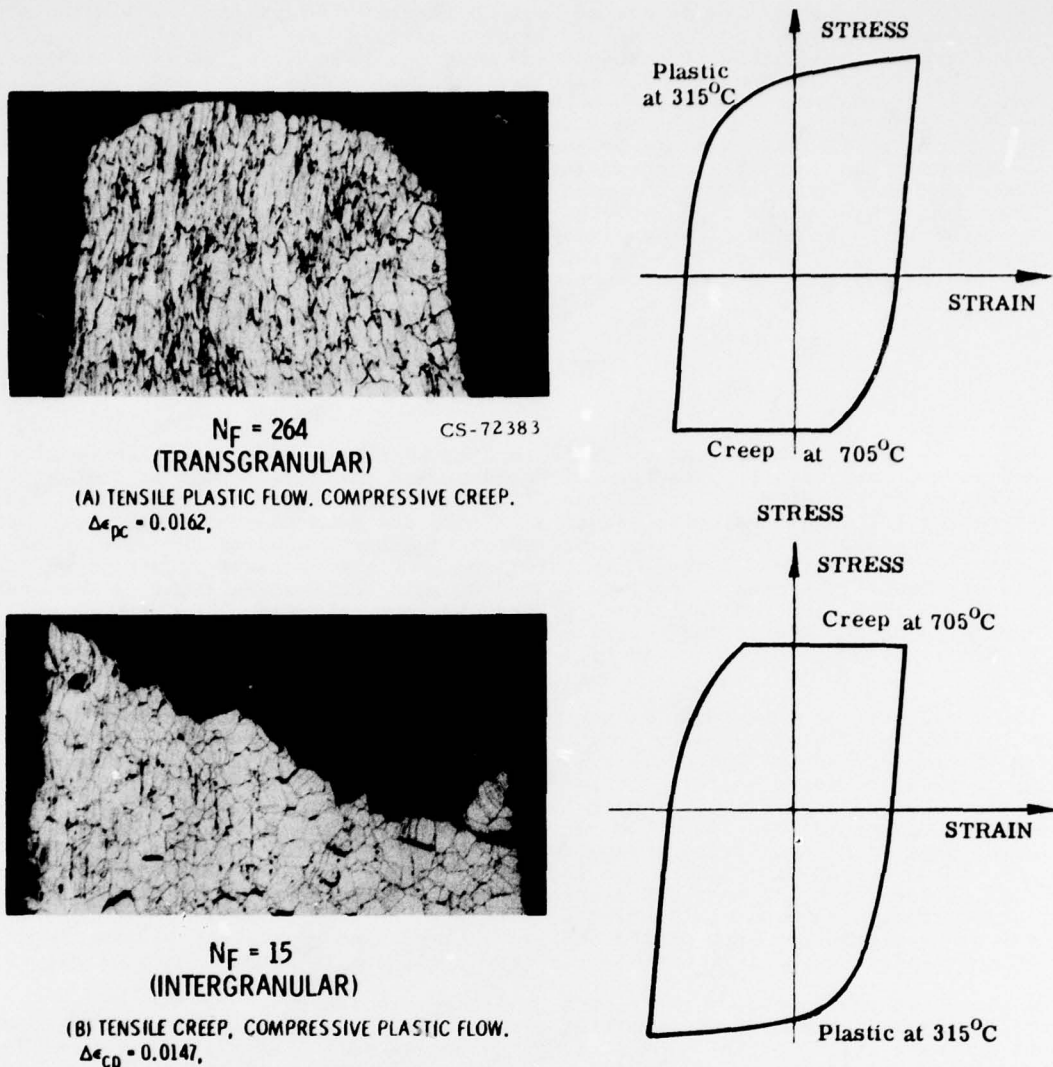 STRESS
Plastic
at 315°C
STRAIN
Creep at 705°C
N_F = 264
CS-72383
(TRANSGRANULAR)
(A) TENSILE PLASTIC FLOW. COMPRESSIVE CREEP.
Δε_pc = 0.0162,
STRESS
STRESS
Creep at 705°C
STRAIN
Plastic at 315°C
N_F = 15
(INTERGRANULAR)
(B) TENSILE CREEP, COMPRESSIVE PLASTIC FLOW.
Δε_cp = 0.0147,